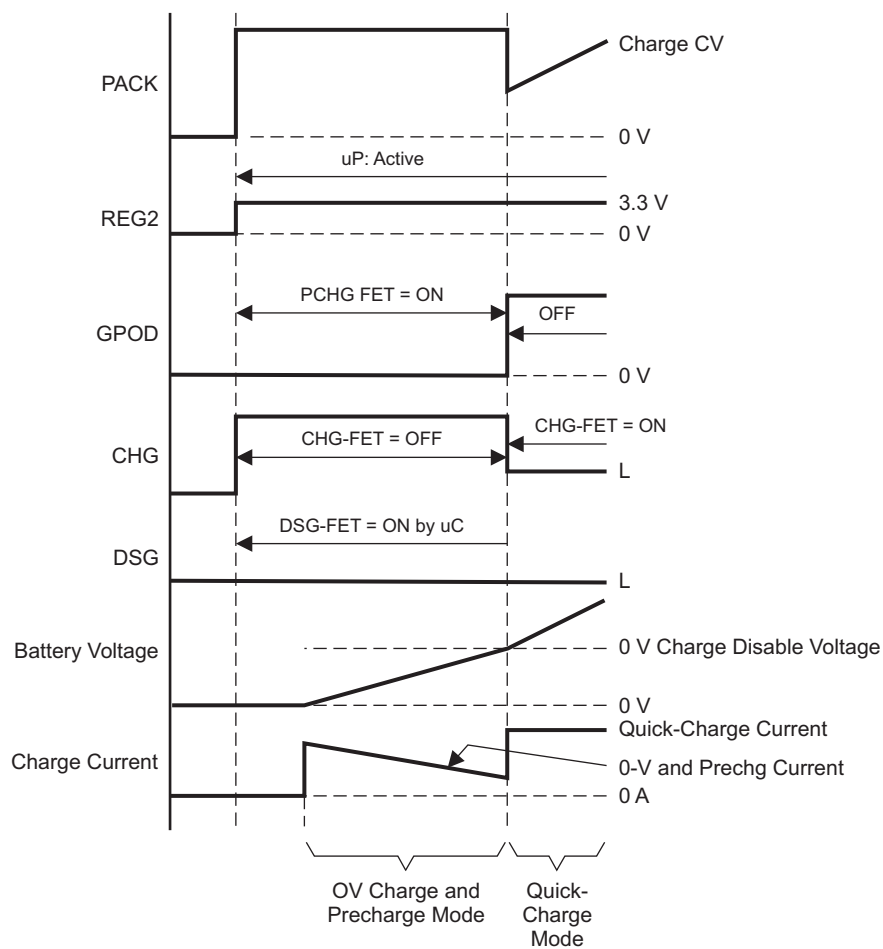 Charge CV
PACK
0 V
uP: Active
3.3 V
REG2
0 V
PCHG FET = ON
OFF
GPOD
0 V
CHG-FET = ON
CHG-FET = OFF
CHG
L
DSG-FET = ON by uC
DSG
L
Battery Voltage
0 V Charge Disable Voltage
0 V
Quick-Charge Current
Charge Current
0-V and Prechg Current
0 A
OV Charge and
Precharge Mode
Quick-
Charge
Mode